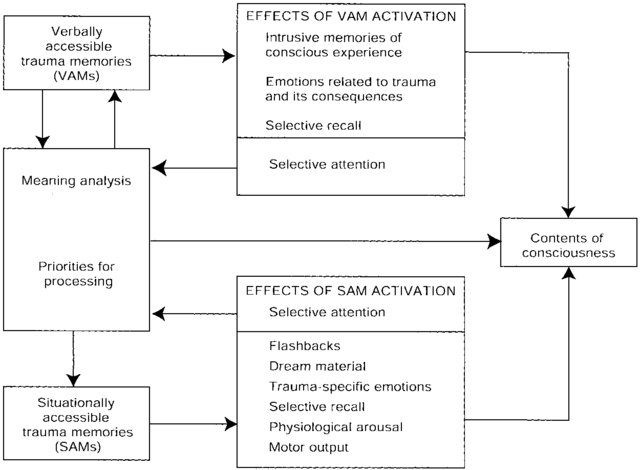 Verbally
accessible
trauma memories
(VAMs)
EFFECTS OF VAM ACTIVATION
Intrusive memories of
conscious experience
Emotions related to trauma
and its consequences
Selective recall
Selective attention
Meaning analysis
Priorities for
processing
Contents of
consciousness
EFFECTS OF SAM ACTIVATION
Selective attention
Flashbacks
Dream material
Trauma-specific emotions
Selective recall
Physiological arousal
Motor output
Situationally
accessible
trauma memories
(SAMs)